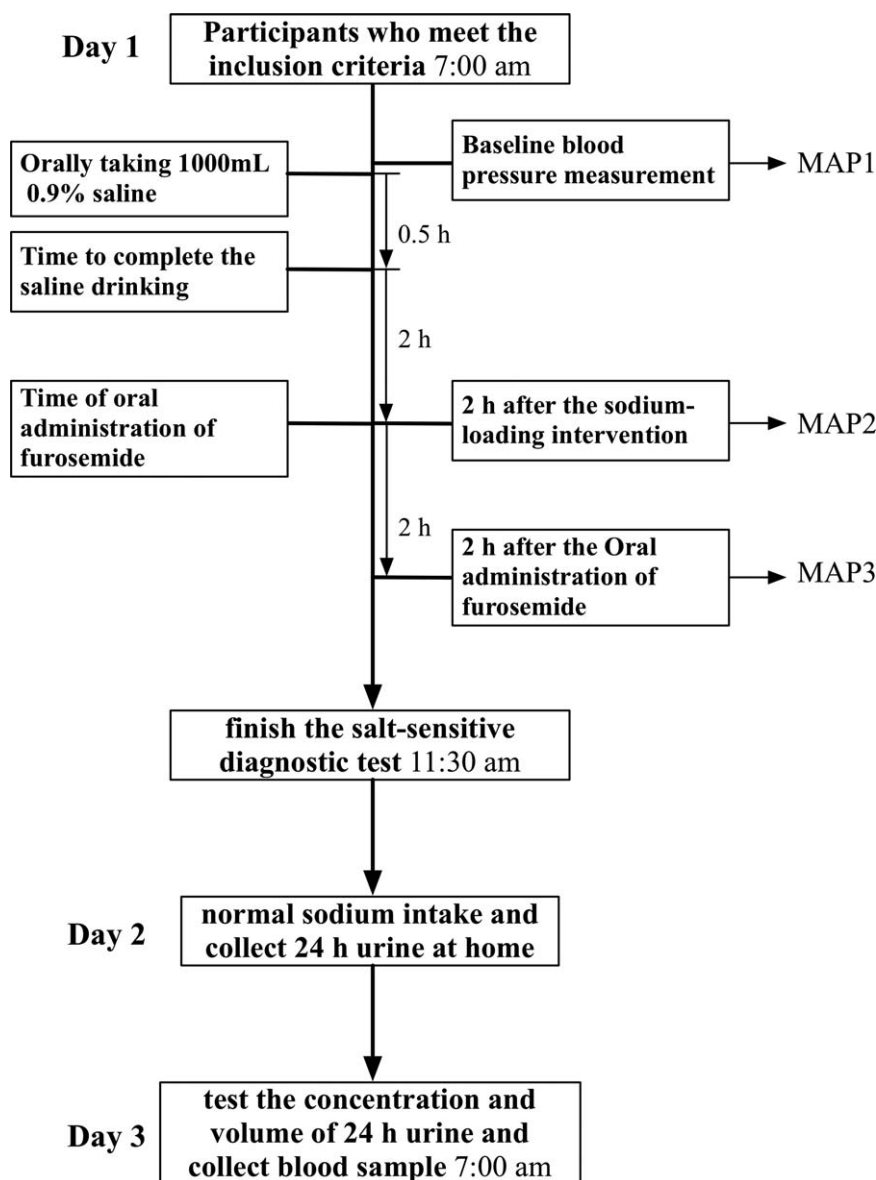 Day 1
Participants who meet the
inclusion criteria 7:00 am
Orally taking 1000mL
0.9% saline
Baseline blood
pressure measurement
MAP1
0.5 h
Time to complete the
saline drinking
2 h
Time of oral
administration of
furosemide
2 h after the sodium-
loading intervention
MAP2
2 h
2 h after the Oral
administration of
furosemide
MAP3
finish the salt-sensitive
diagnostic test 11:30 am
Day 2
normal sodium intake and
collect 24 h urine at home
Day 3
test the concentration and
volume of 24 h urine and
collect blood sample 7:00 am